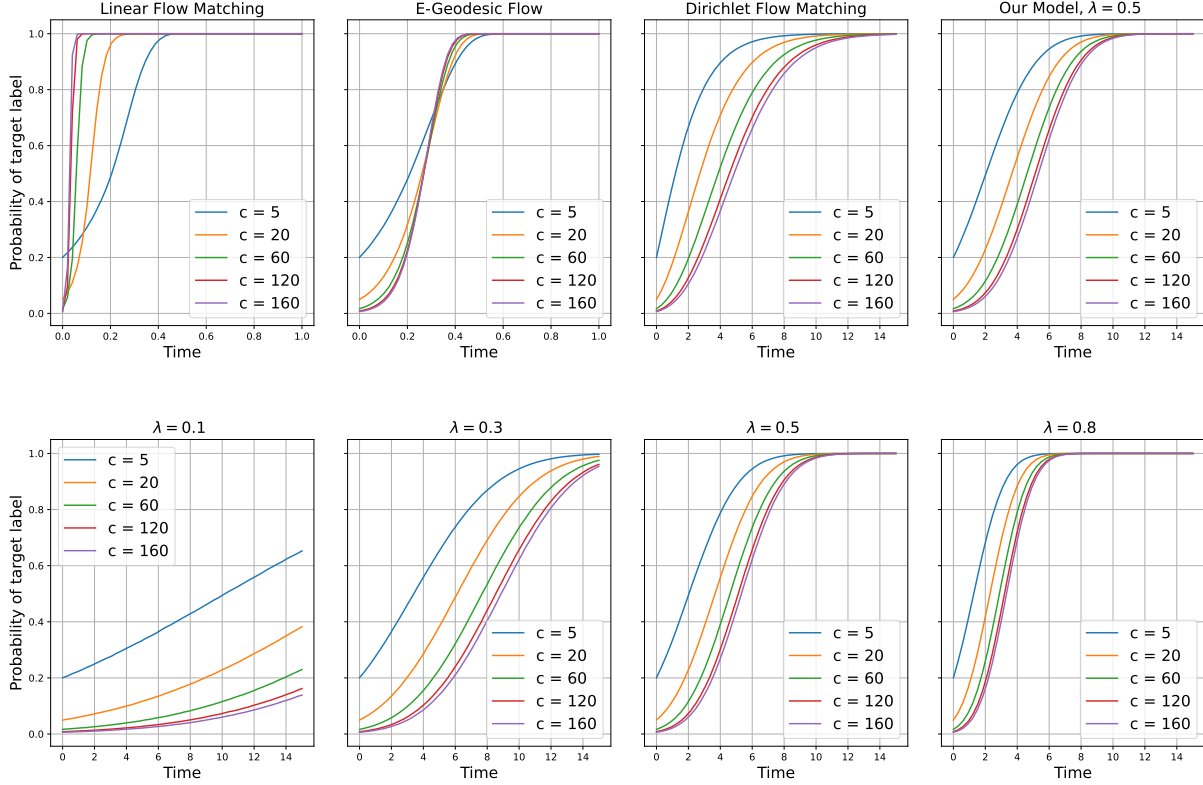 Linear Flow Matching
E-Geodesic Flow
Dirichlet Flow Matching
Our Model, λ = 0.5
Probability of target label
1.0
0.8
0.6
0.4
0.2
0.0
c = 5
c = 20
c = 60
c = 120
c = 160
c = 5
c = 20
c = 60
c = 120
c = 160
c = 5
c = 20
c = 60
c = 120
c = 160
c = 5
c = 20
c = 60
c = 120
c = 160
0.0 0.2 0.4 0.6 0.8 1.0
0.0 0.2 0.4 0.6 0.8 1.0
0 2 4 6 8 10 12 14
0 2 4 6 8 10 12 14
Time
Time
Time
Time
λ = 0.1
λ = 0.3
λ = 0.5
λ = 0.8
Probability of target label
1.0
0.8
0.6
0.4
0.2
0.0
c = 5
c = 20
c = 60
c = 120
c = 160
c = 5
c = 20
c = 60
c = 120
c = 160
c = 5
c = 20
c = 60
c = 120
c = 160
c = 5
c = 20
c = 60
c = 120
c = 160
0 2 4 6 8 10 12 14
0 2 4 6 8 10 12 14
0 2 4 6 8 10 12 14
0 2 4 6 8 10 12 14
Time
Time
Time
Time